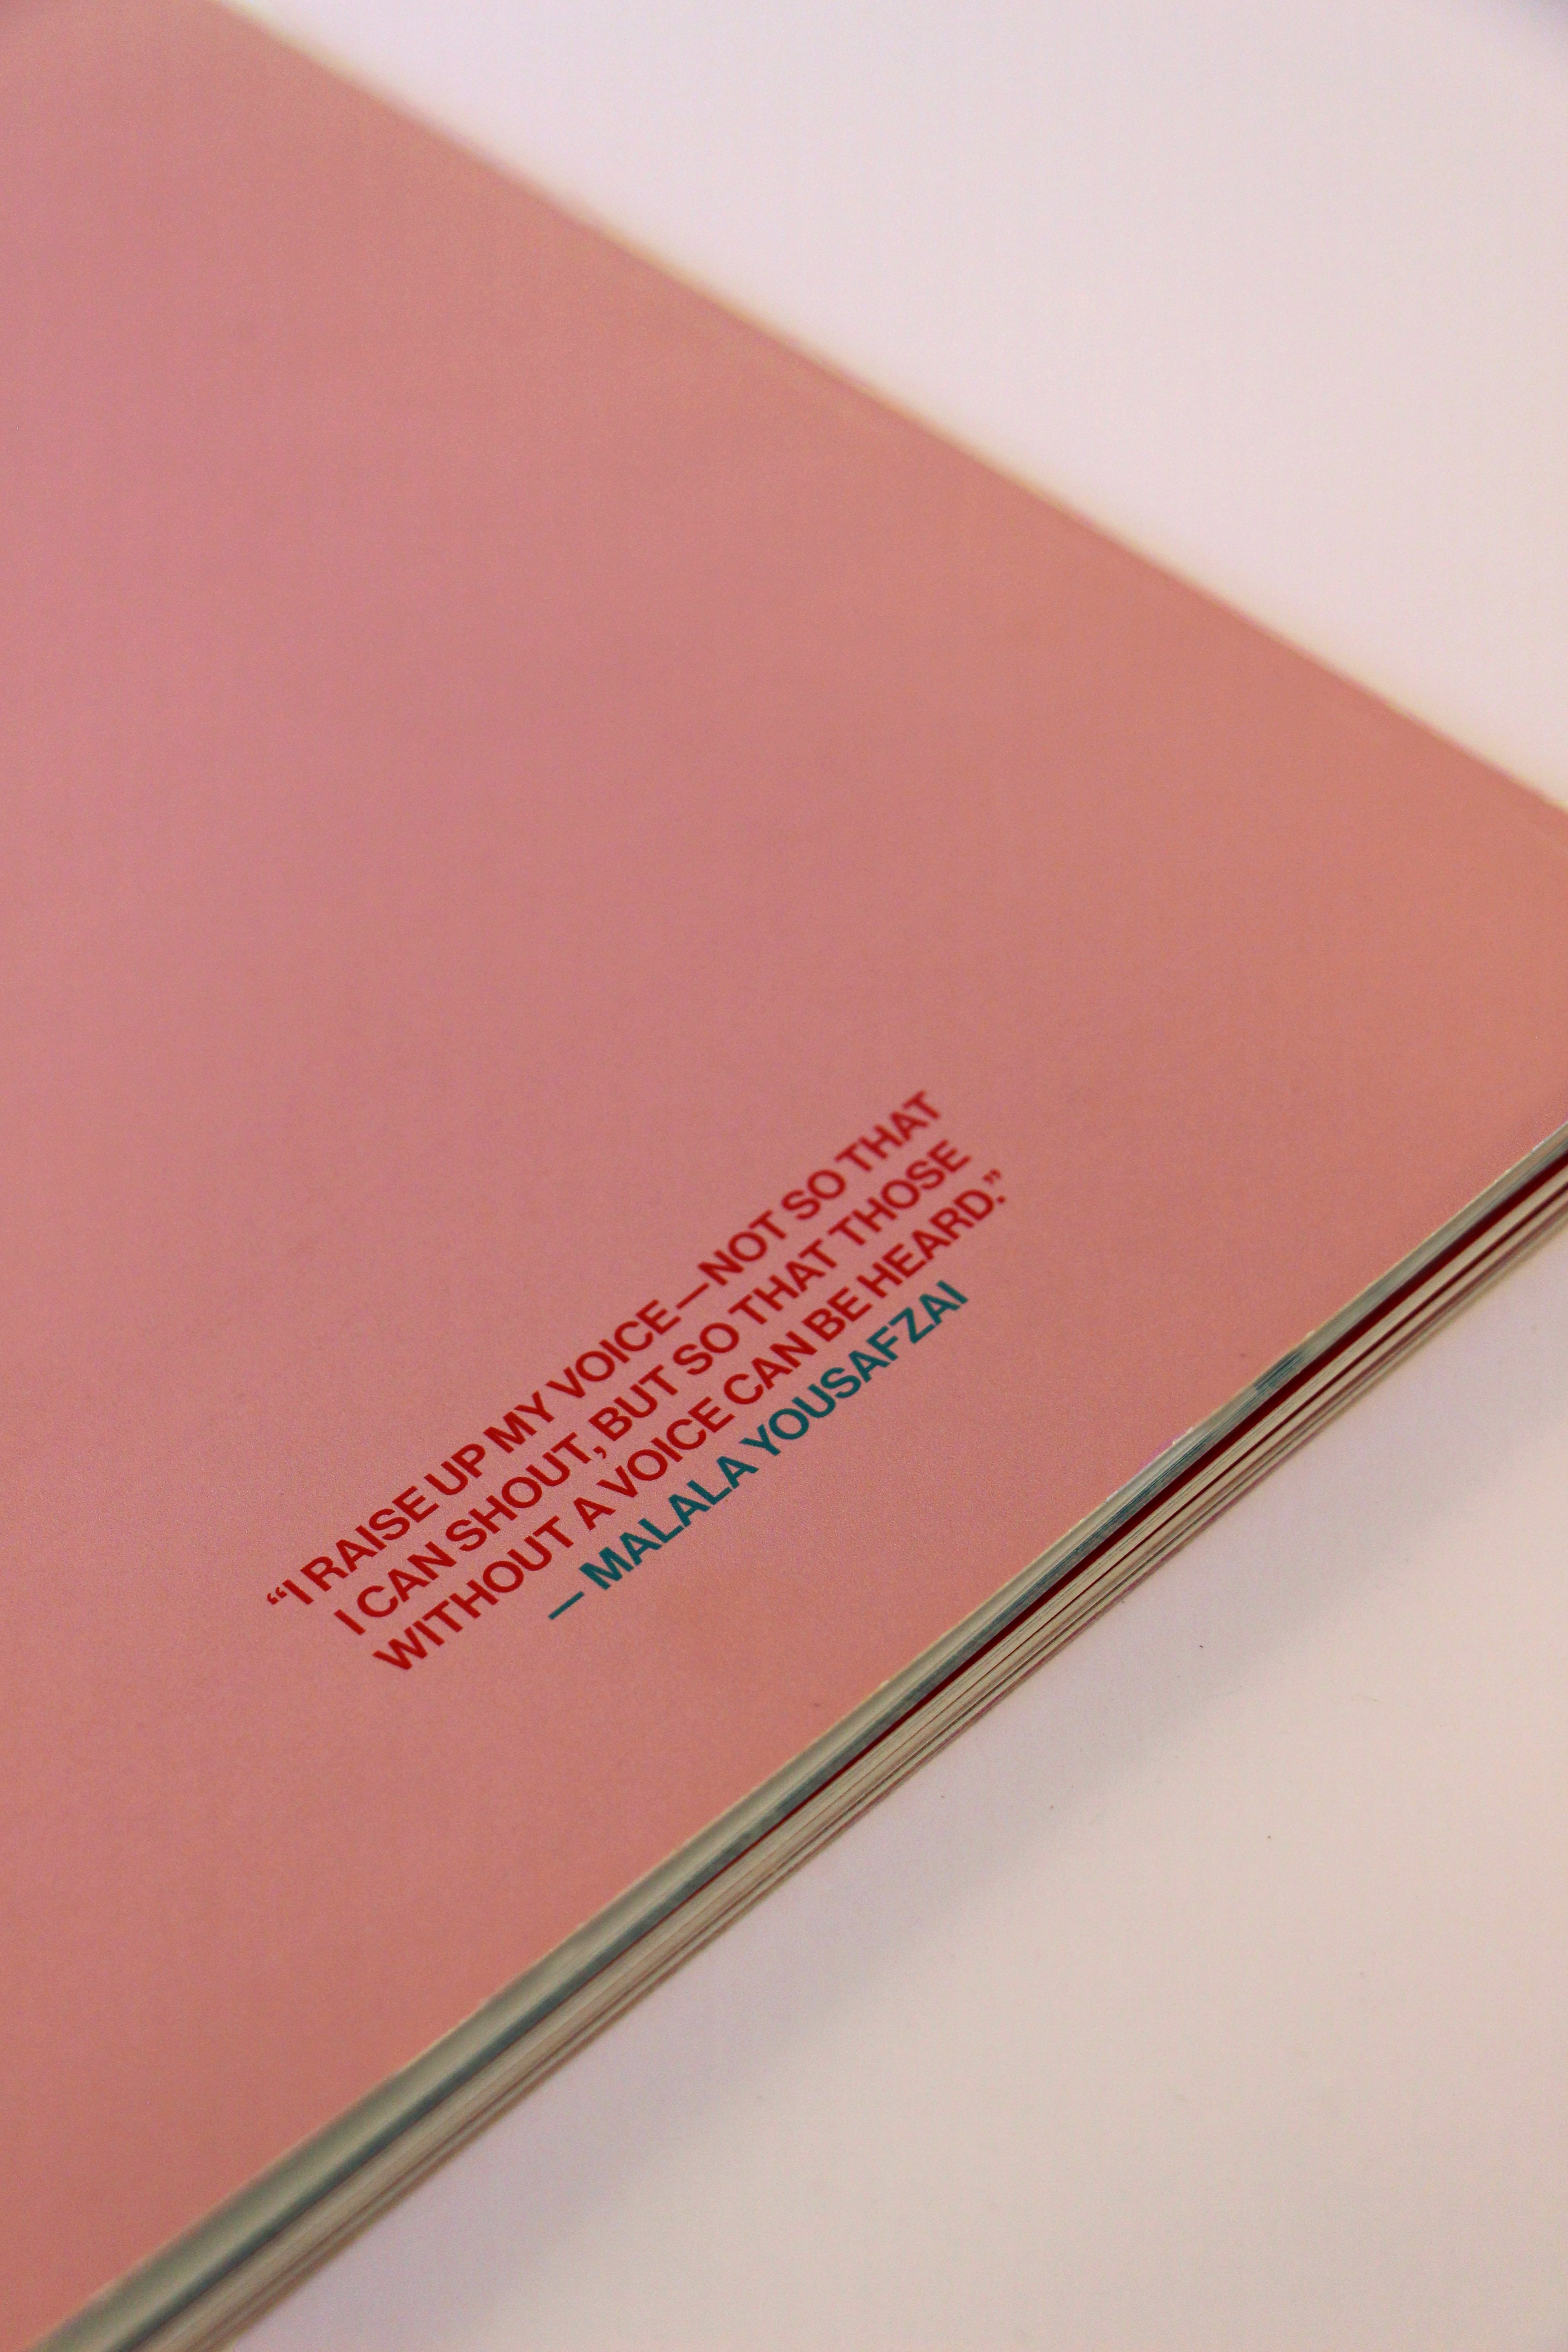 “I RAISE UP MY VOICE—NOT SO THAT
I CAN SHOUT, BUT SO THAT THOSE
WITHOUT A VOICE CAN BE HEARD.”
— MALALA YOUSAFZAI